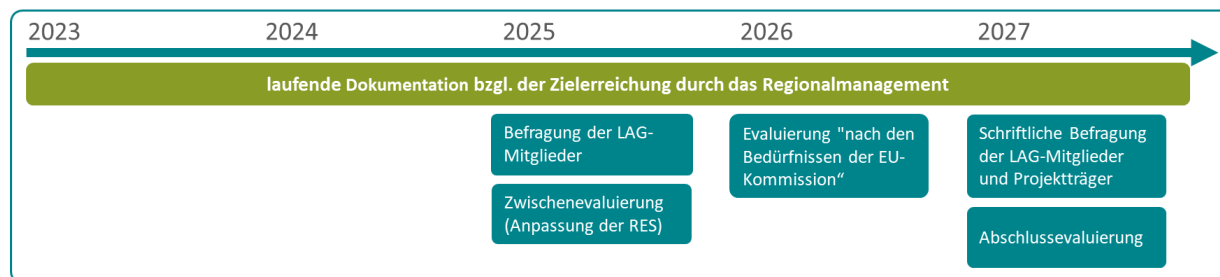 2023 2024 2025 2026 2027
laufende Dokumentation bzgl. der Zielerreichung durch das Regionalmanagement
Befragung der LAG-
Mitglieder
Zwischenevaluierung
(Anpassung der RES)
Evaluierung "nach den
Bedürfnissen der EU-
Kommission“
Schriftliche Befragung
der LAG-Mitglieder
und Projektträger
Abschlussevaluierung